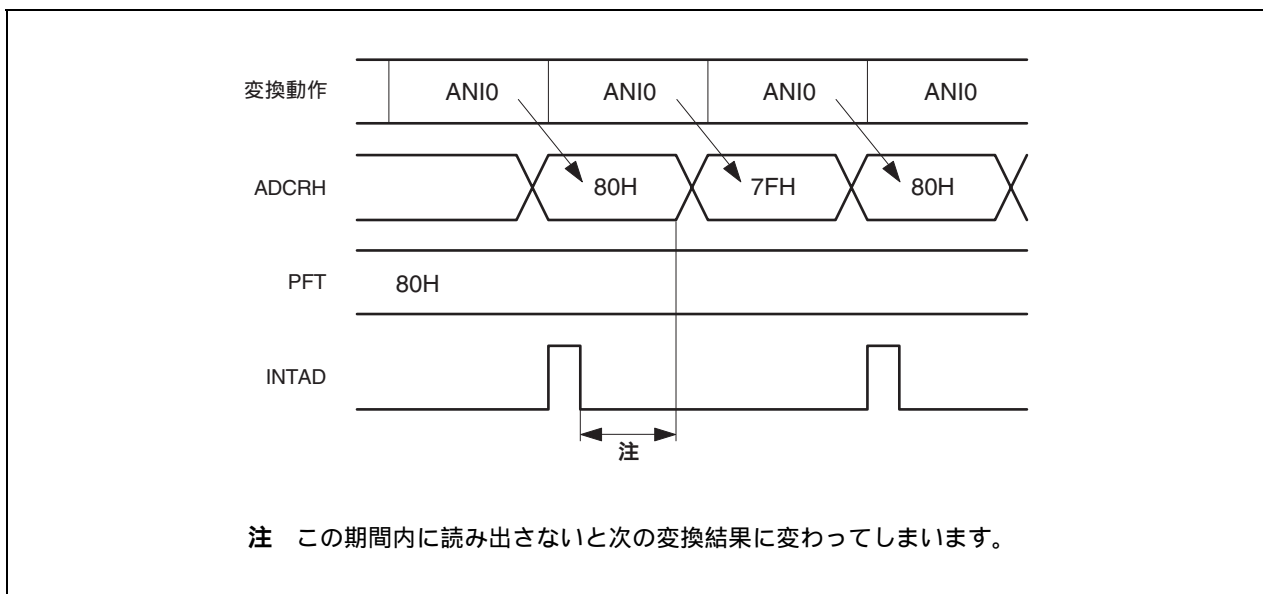 変換動作 ANI0 ANI0 ANI0 ANI0
ADCRH 80H 7FH 80H
PFT 80H
INTAD
注
注 この期間内に読み出さないと次の変換結果に変わってしまいます。